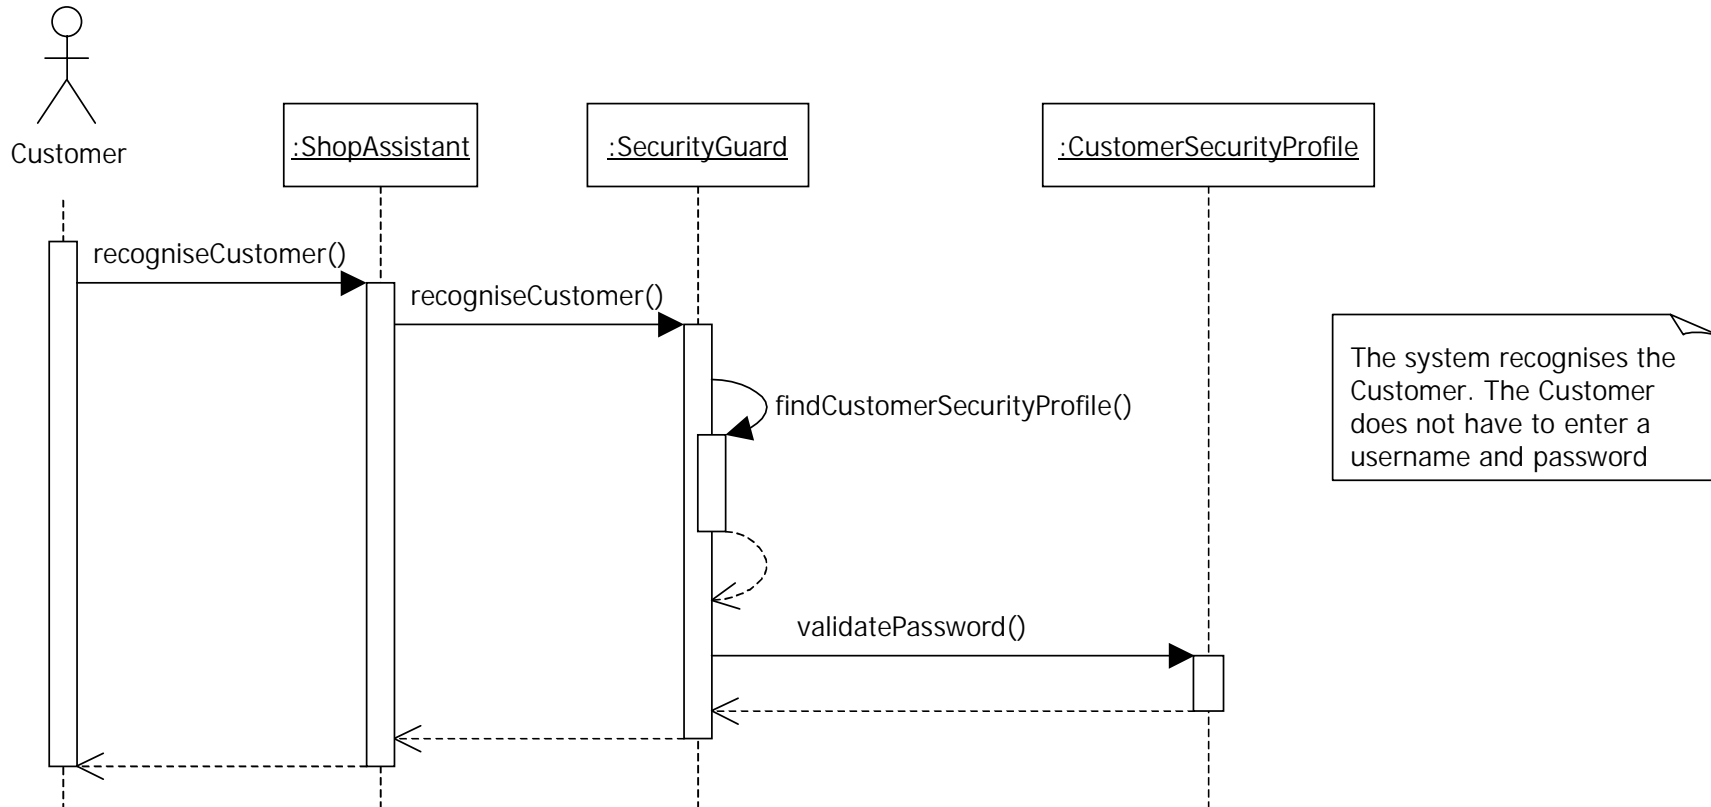 Customer
:ShopAssistant
:SecurityGuard
:CustomerSecurityProfile
recogniseCustomer()
recogniseCustomer()
findCustomerSecurityProfile()
The system recognises the
Customer. The Customer
does not have to enter a
username and password
validatePassword()